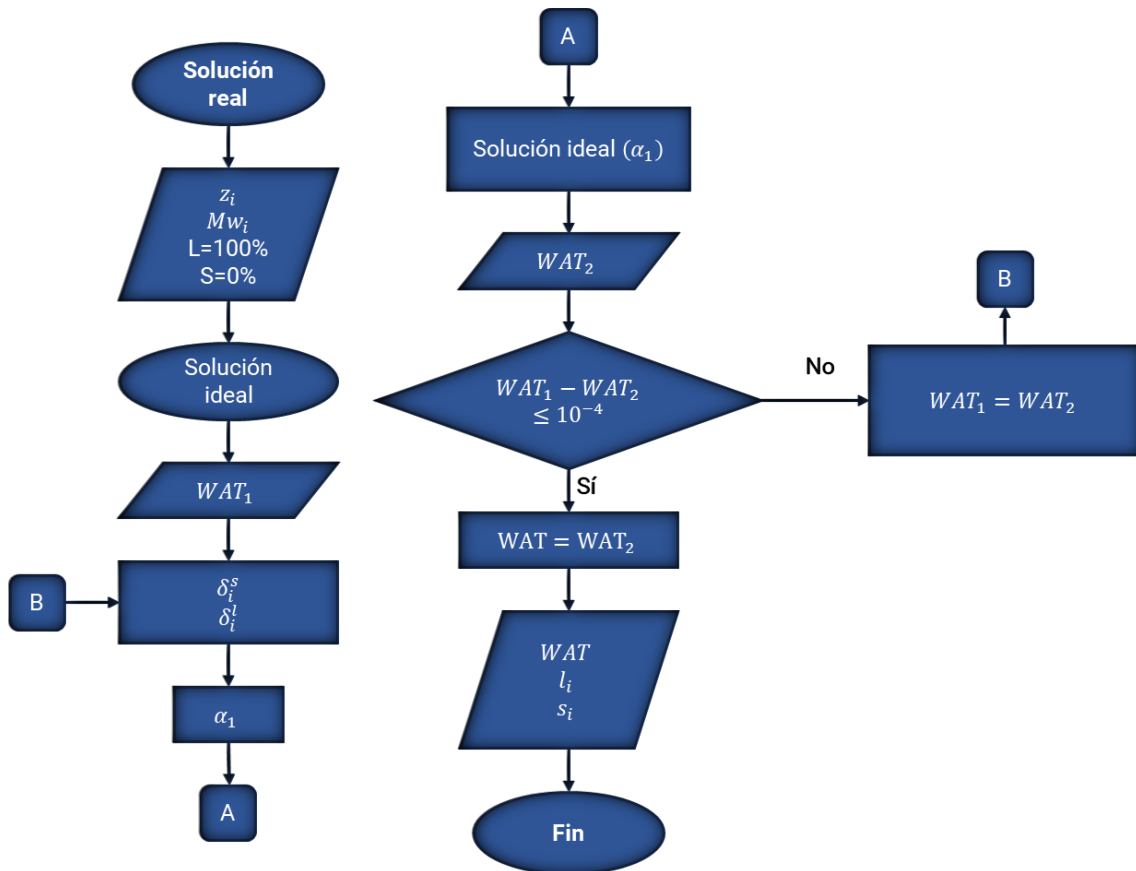 Solución
real
z_i
Mw_i
L=100%
S=0%
Solución
ideal
WAT_1
B
δ_i^s
δ_i^l
α_1
A
A
Solución ideal (α_1)
WAT_2
WAT_1 − WAT_2
≤ 10^{−4}
No
B
WAT_1 = WAT_2
Sí
WAT = WAT_2
WAT
l_i
s_i
Fin